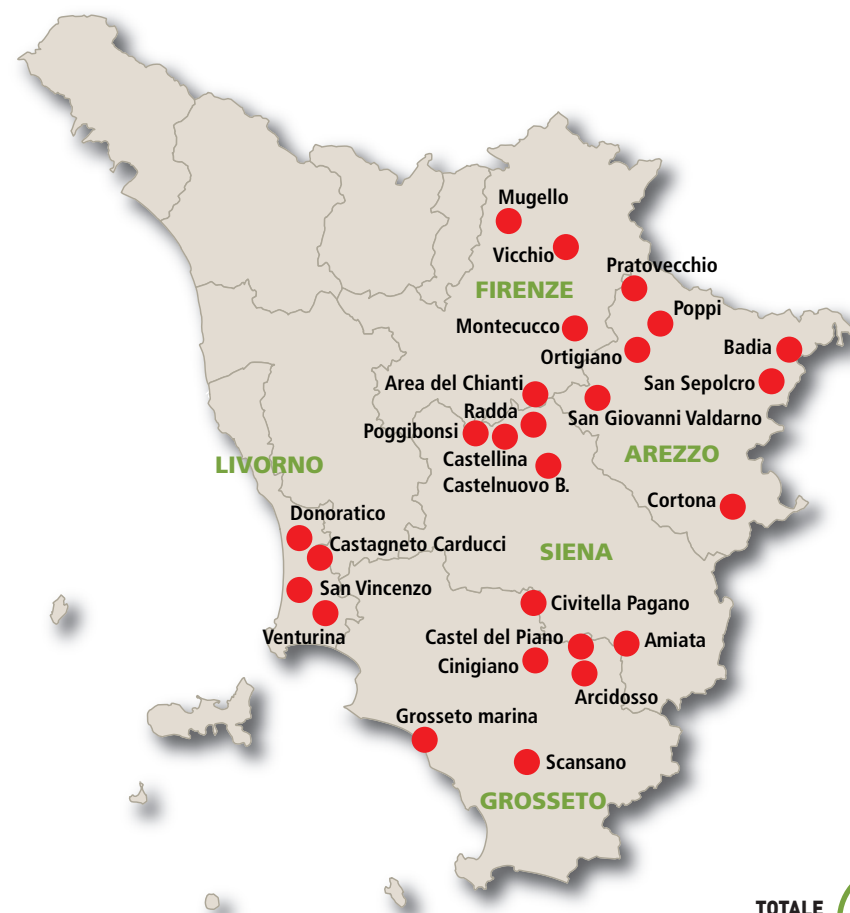 Mugello
Vicchio
Pratovecchio
FIRENZE
Poppi
Montecucco
Badia
Ortigiano
San Sepolcro
Area del Chianti
Radda
San Giovanni Valdarno
Poggibonsi
AREZZO
Castellina
LIVORNO
Castelnuovo B.
Cortona
Donoratico
Castagneto Carducci
SIENA
San Vincenzo
Civitella Pagano
Venturina
Castel del Piano
Amiata
Cinigiano
Arcidosso
Grosseto marina
Scansano
GROSSETO
TOTALE